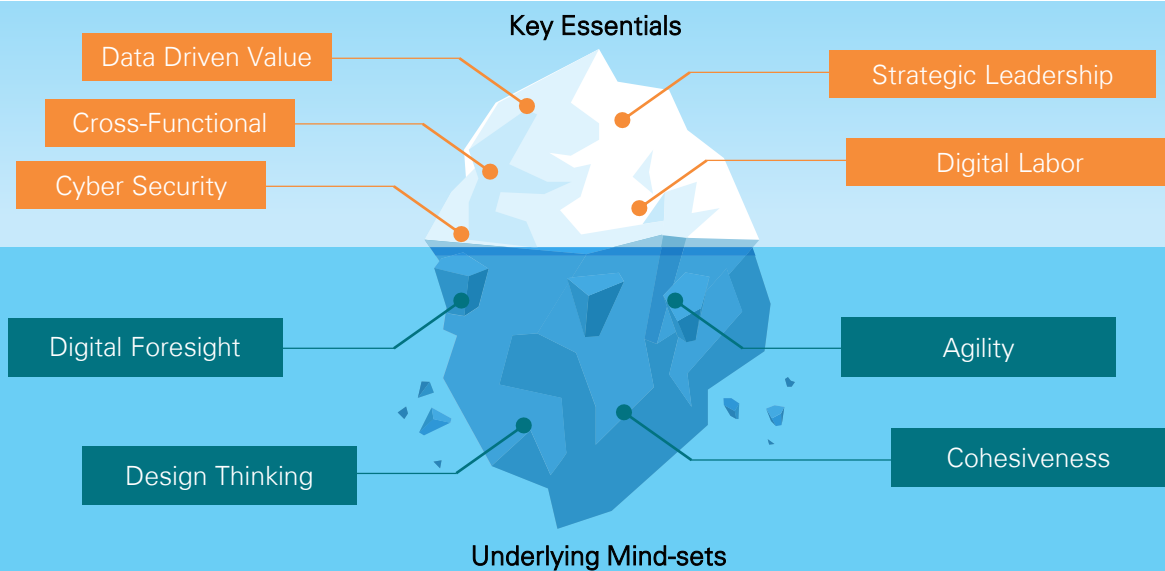 Key Essentials
Data Driven Value
Strategic Leadership
Cross-Functional
Digital Labor
Cyber Security
Digital Foresight
Agility
Design Thinking
Cohesiveness
Underlying Mind-sets